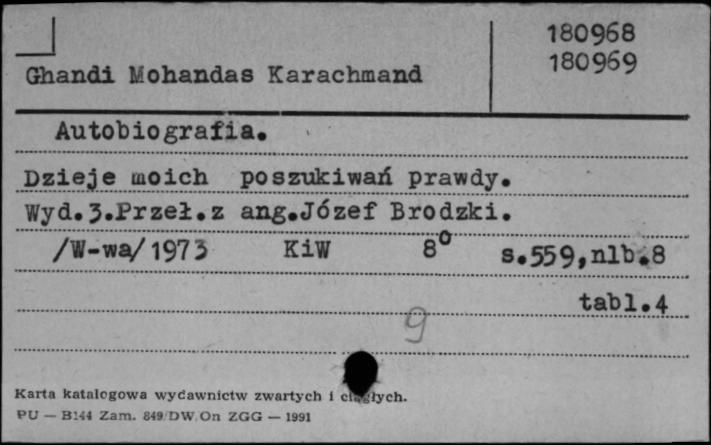 180968
180969
Ghandi Mohandas Karachmand
Autobiografia.
Dzieje moich poszukiwań prawdy.
Wyd.3.Przeł.z ang.Józef Brodzki.
/W-wa/1973 KiW 8° s.559,nlb.8
tabl.4
9
Karta katalogowa wydawnictw zwartych i ciągłych.
PU — B144 Zam. 849/DW.On ZGG — 1991